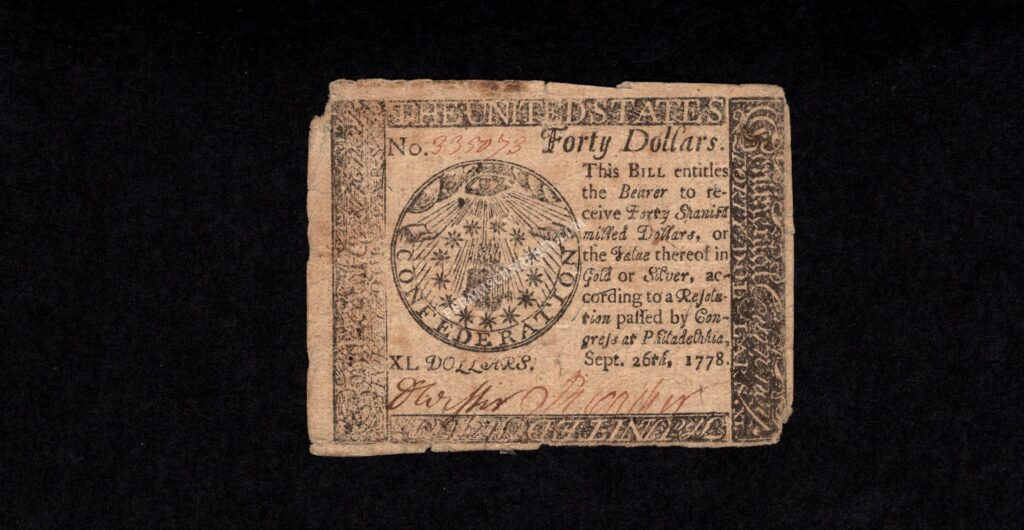 THE UNITED STATES
No. 335073 Forty Dollars.
This BILL entitles
the Bearer to re-
ceive Forty Spanish
milled Dollars, or
the Value thereof in
Gold or Silver, ac-
cording to a Resolu-
tion passed by Con-
gress at Philadelphia,
Sept. 26th, 1778.
CONFEDERATION
XL DOLLARS.